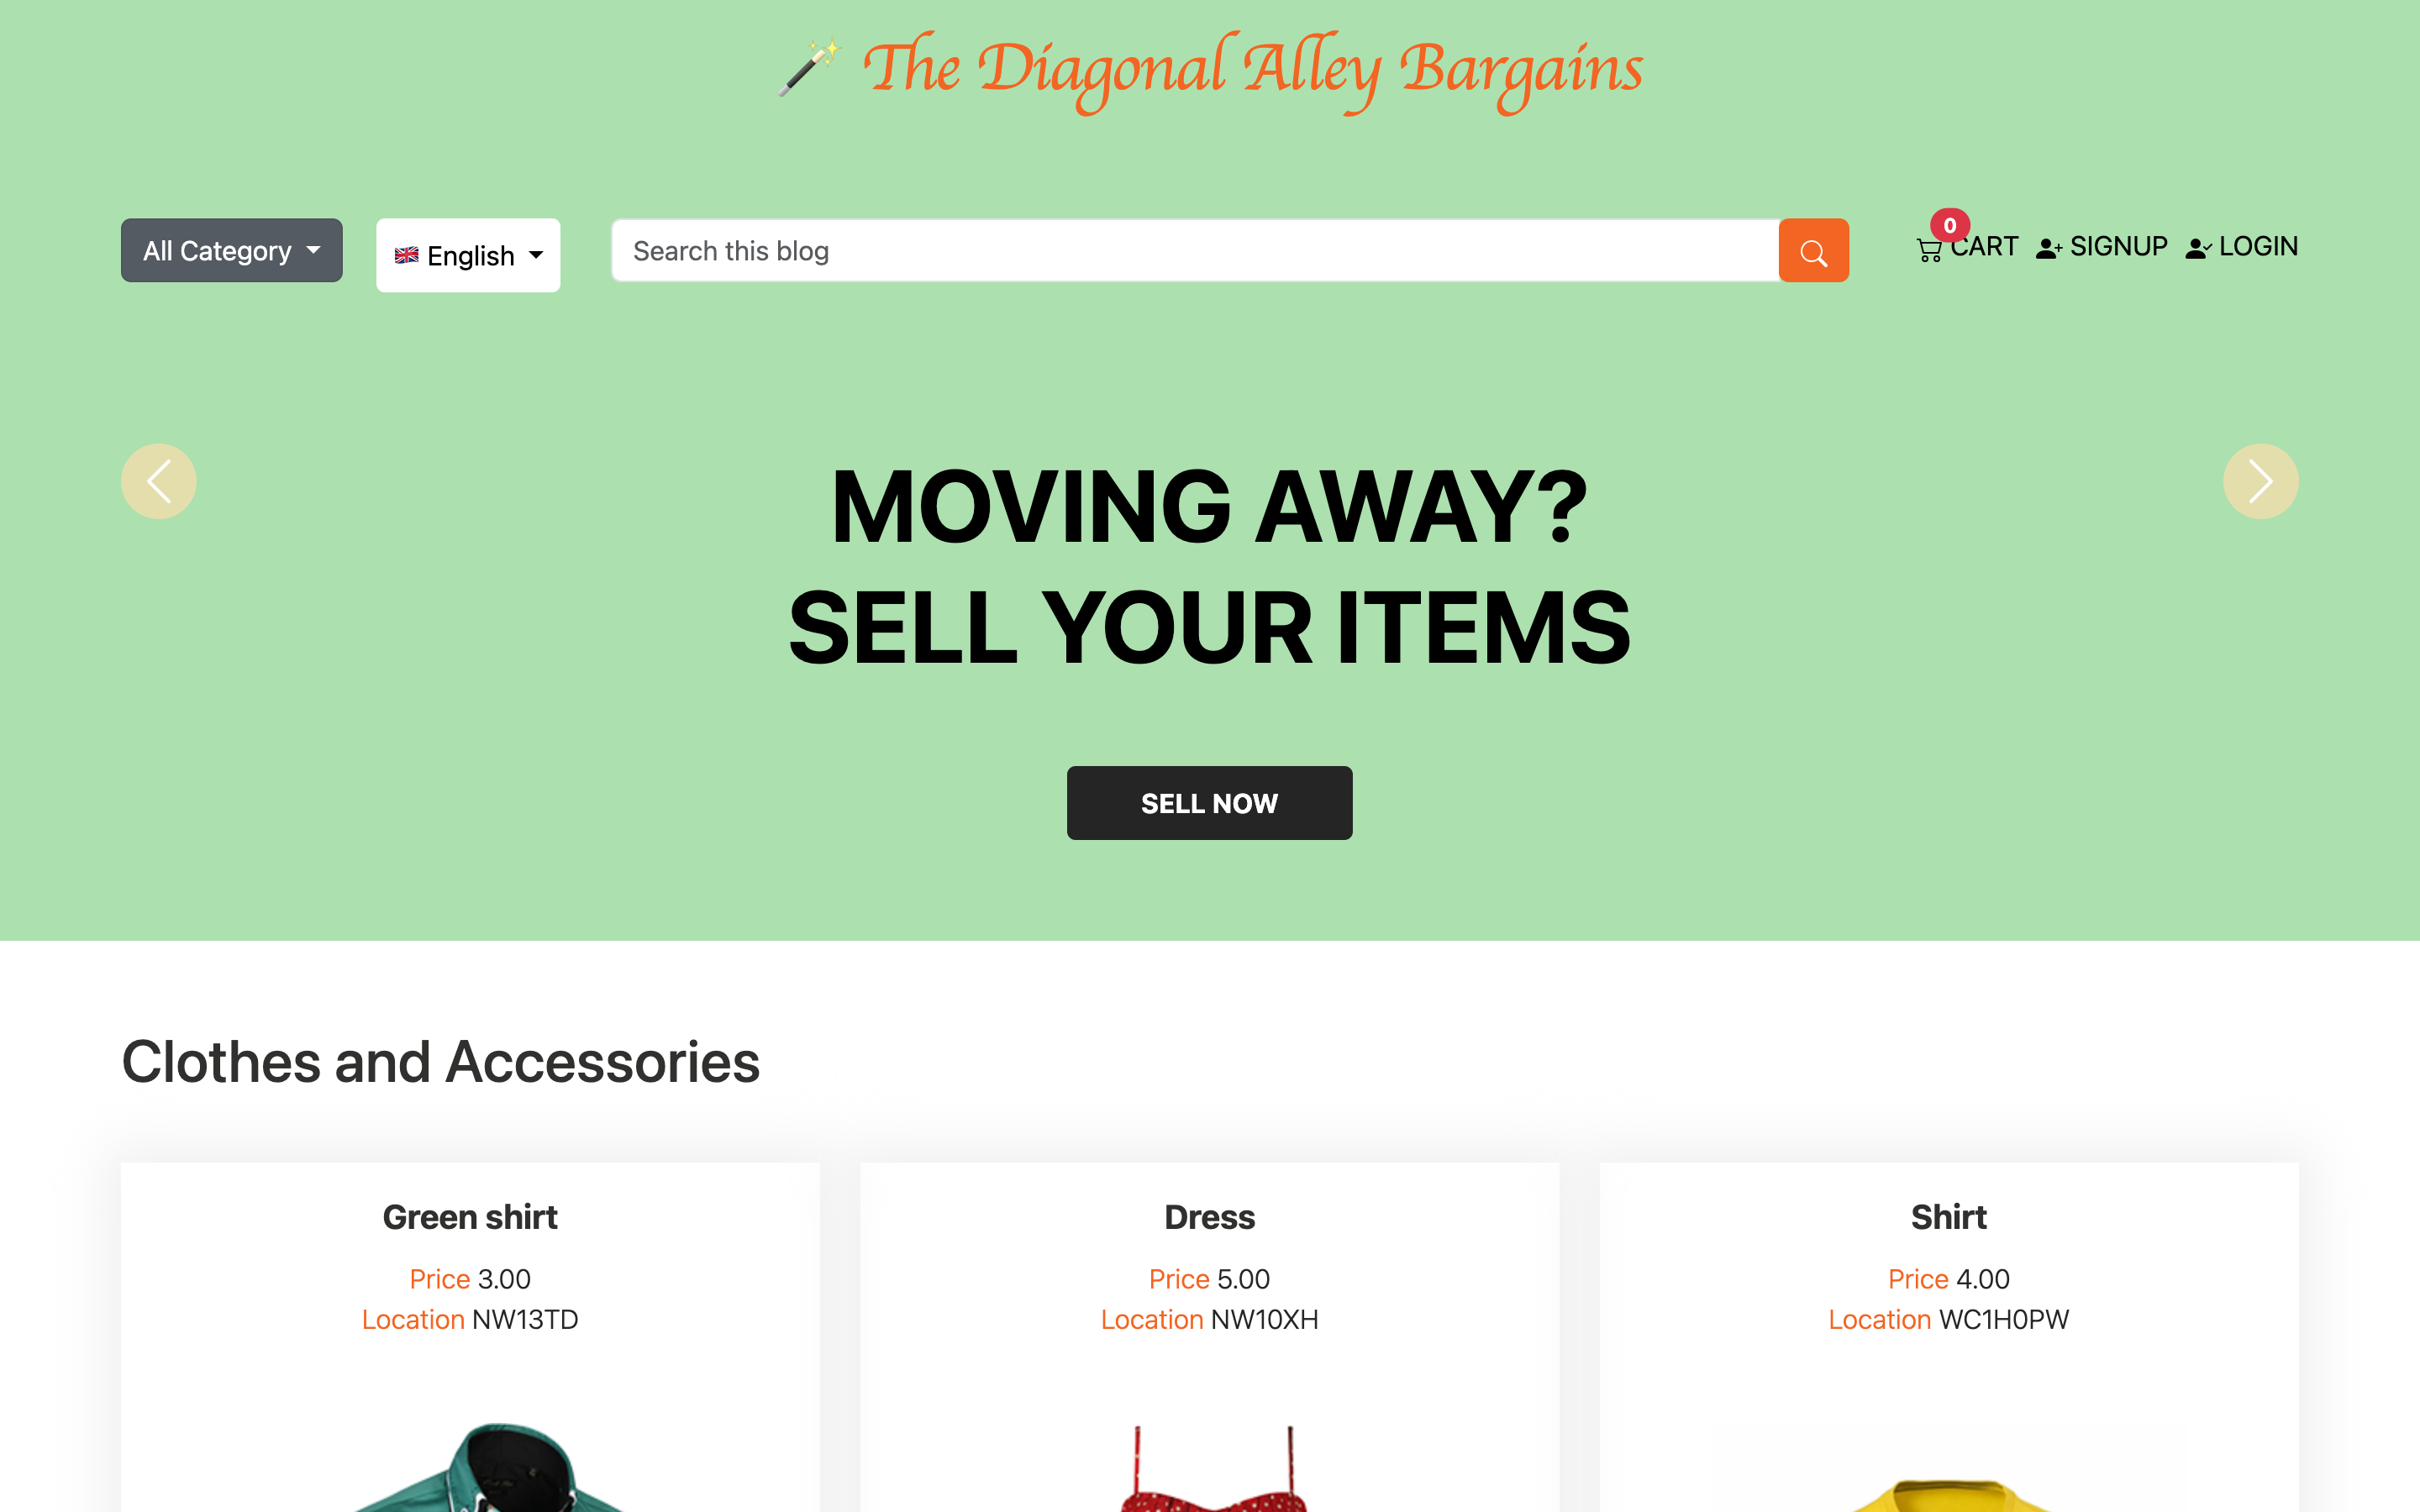 The Diagonal Alley Bargains
All Category
English
Search this blog
0
CART
SIGNUP
LOGIN
MOVING AWAY?
SELL YOUR ITEMS
SELL NOW
Clothes and Accessories
Green shirt
Price 3.00
Location NW13TD
Dress
Price 5.00
Location NW10XH
Shirt
Price 4.00
Location WC1H0PW